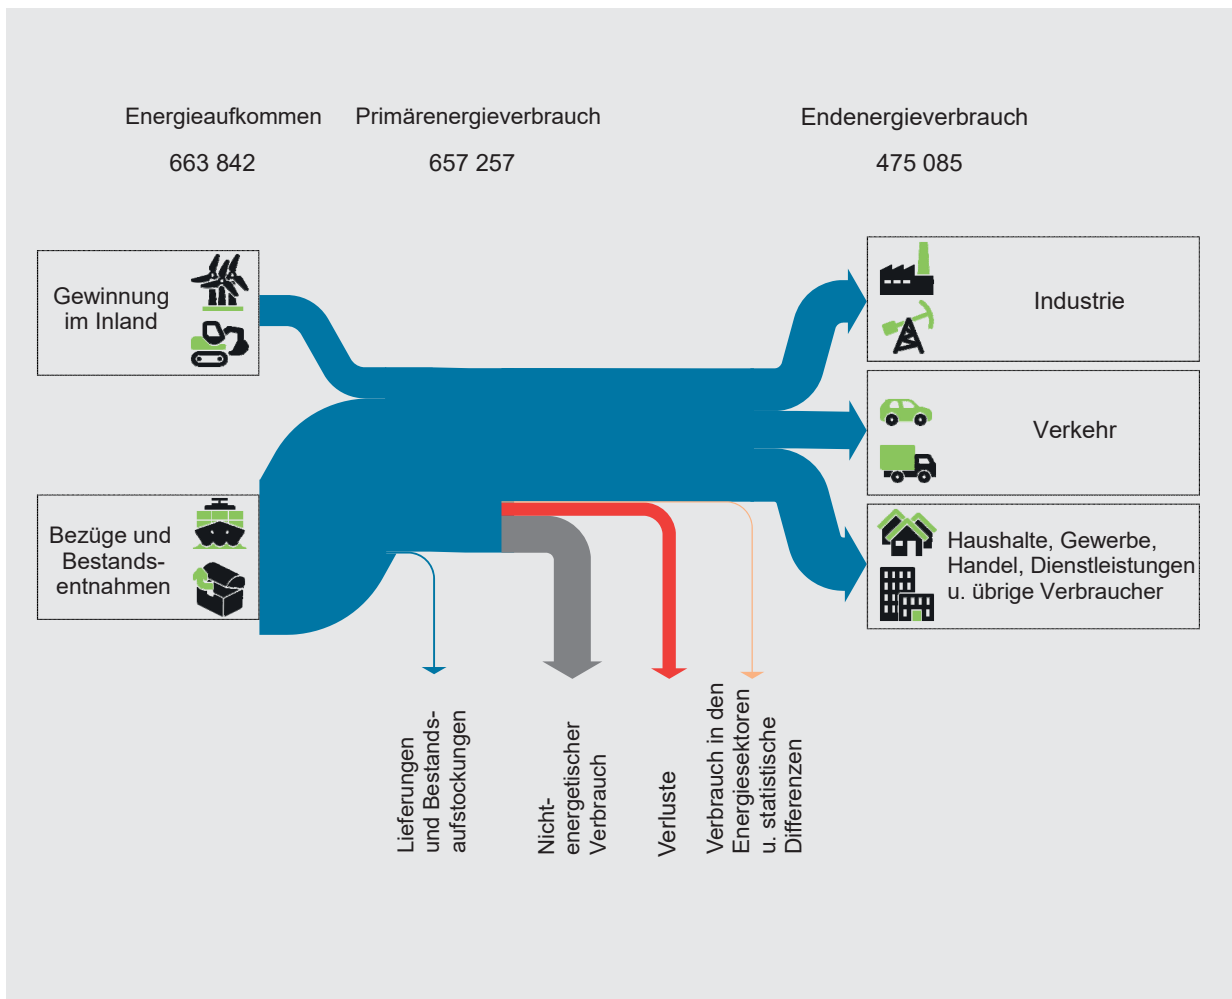 Energieaufkommen
663 842
Primärenergieverbrauch
657 257
Endenergieverbrauch
475 085
Gewinnung
im Inland
Bezüge und
Bestands-
entnahmen
Industrie
Verkehr
Haushalte, Gewerbe,
Handel, Dienstleistungen
u. übrige Verbraucher
Lieferungen
und Bestands-
aufstockungen
Nicht-
energetischer
Verbrauch
Verluste
Verbrauch in den
Energiesektoren
u. statistische
Differenzen